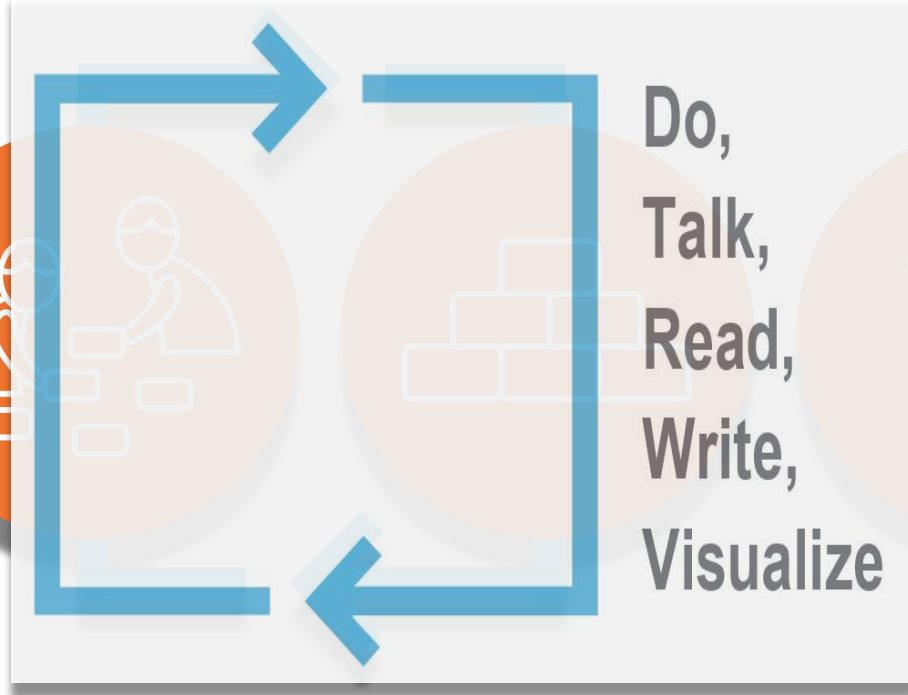 Do,
Talk,
Read,
Write,
Visualize